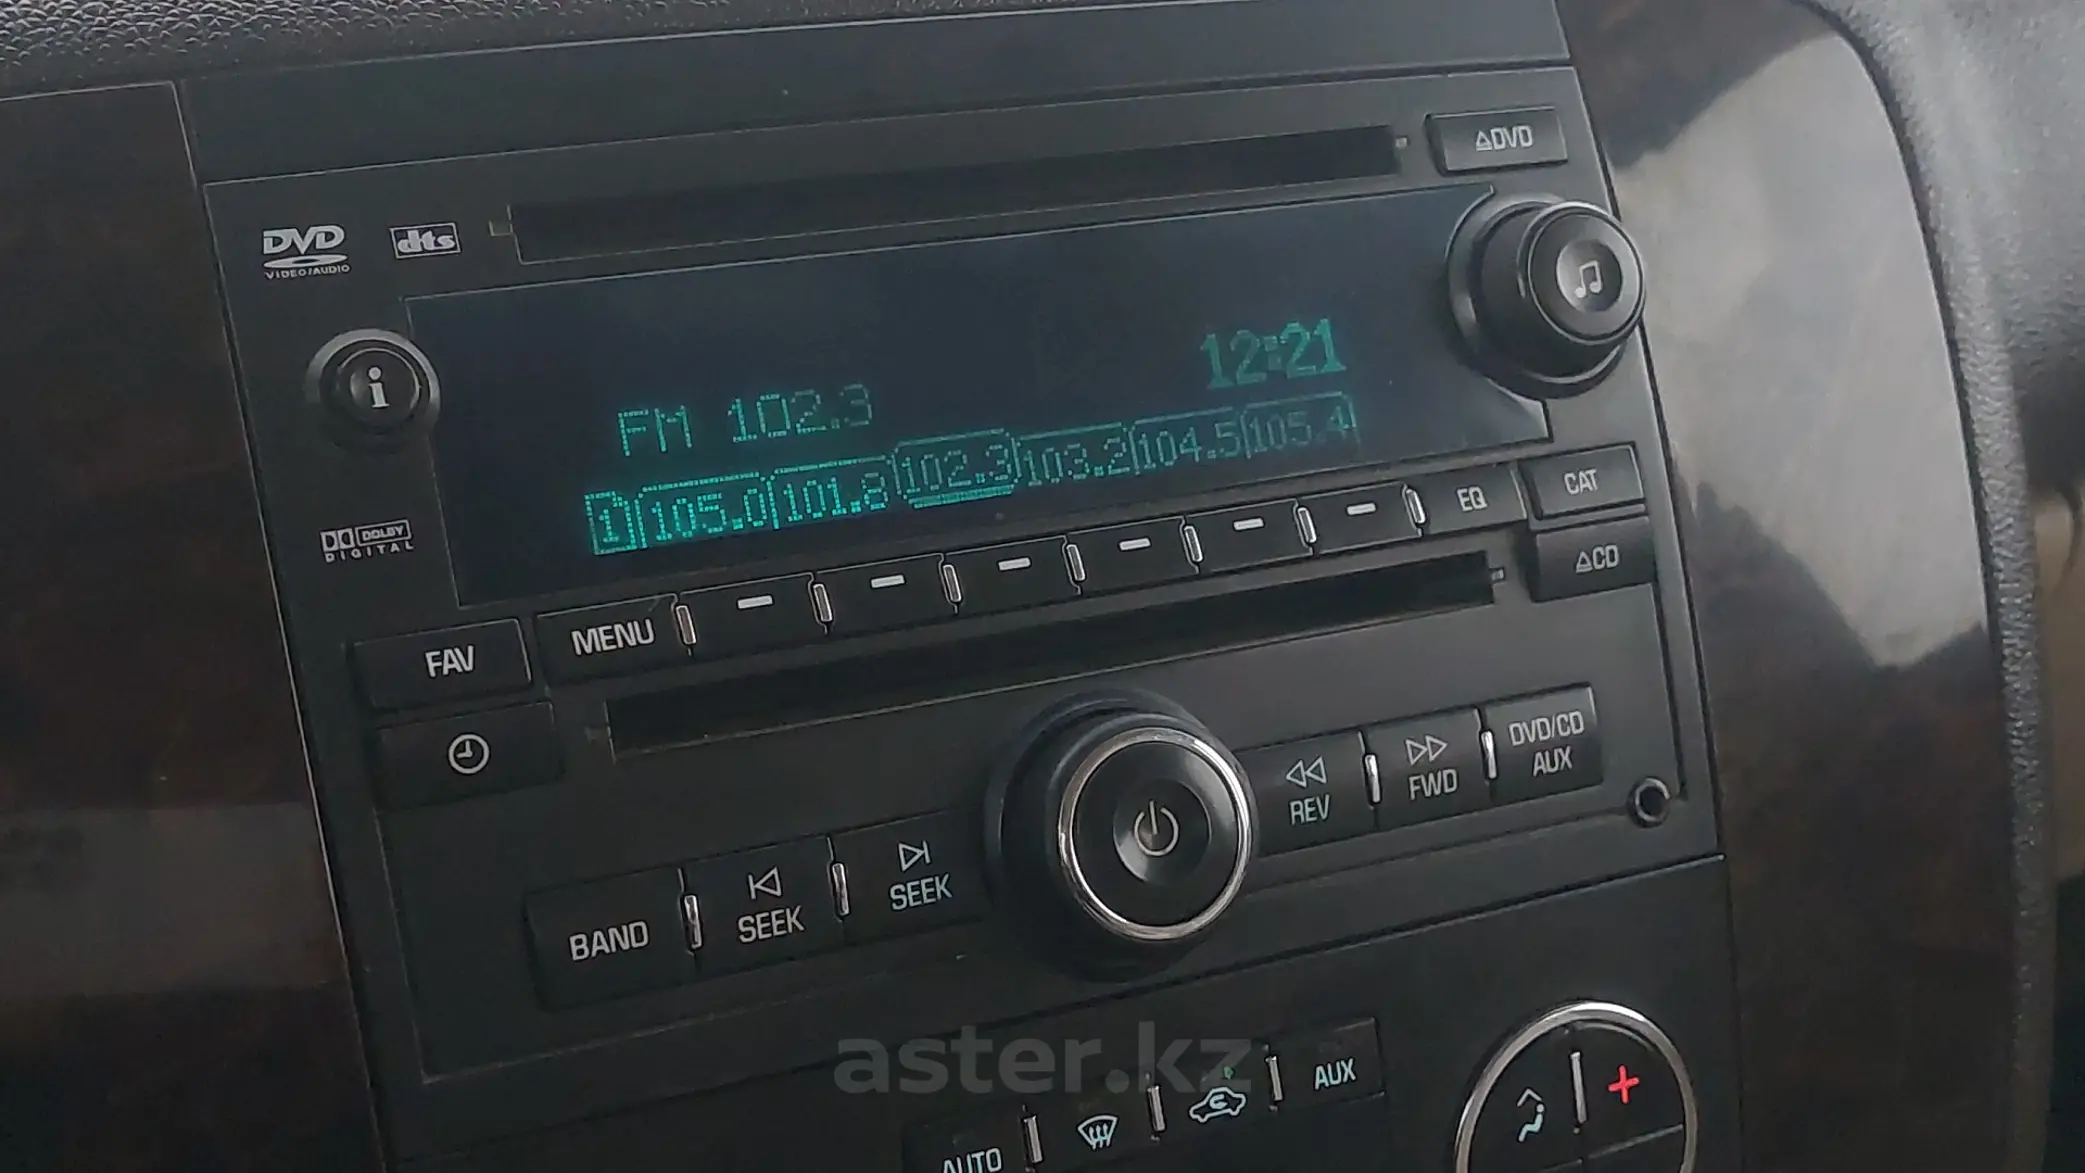 DVD
DVD
VIDEO/AUDIO
dts
i
12:21
FM 102.3
1 105.0 101.8 102.3 103.2 104.5 105.4
DOLBY
DIGITAL
EQ
CAT
CD
FAV
MENU
REV
FWD
DVD/CD
AUX
BAND
SEEK
SEEK
aster.kz
AUTO
AUX